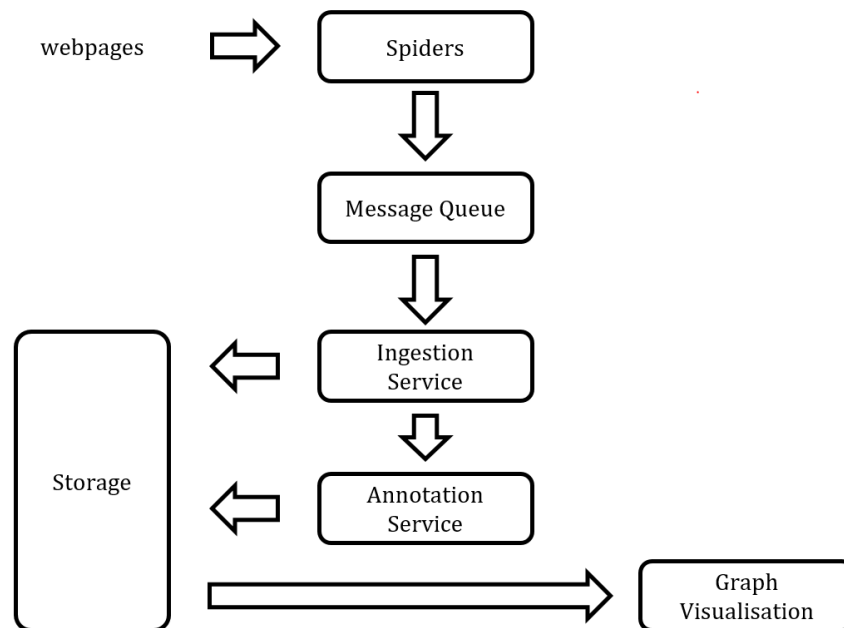 webpages
Spiders
Message Queue
Ingestion
Service
Storage
Annotation
Service
Graph
Visualisation